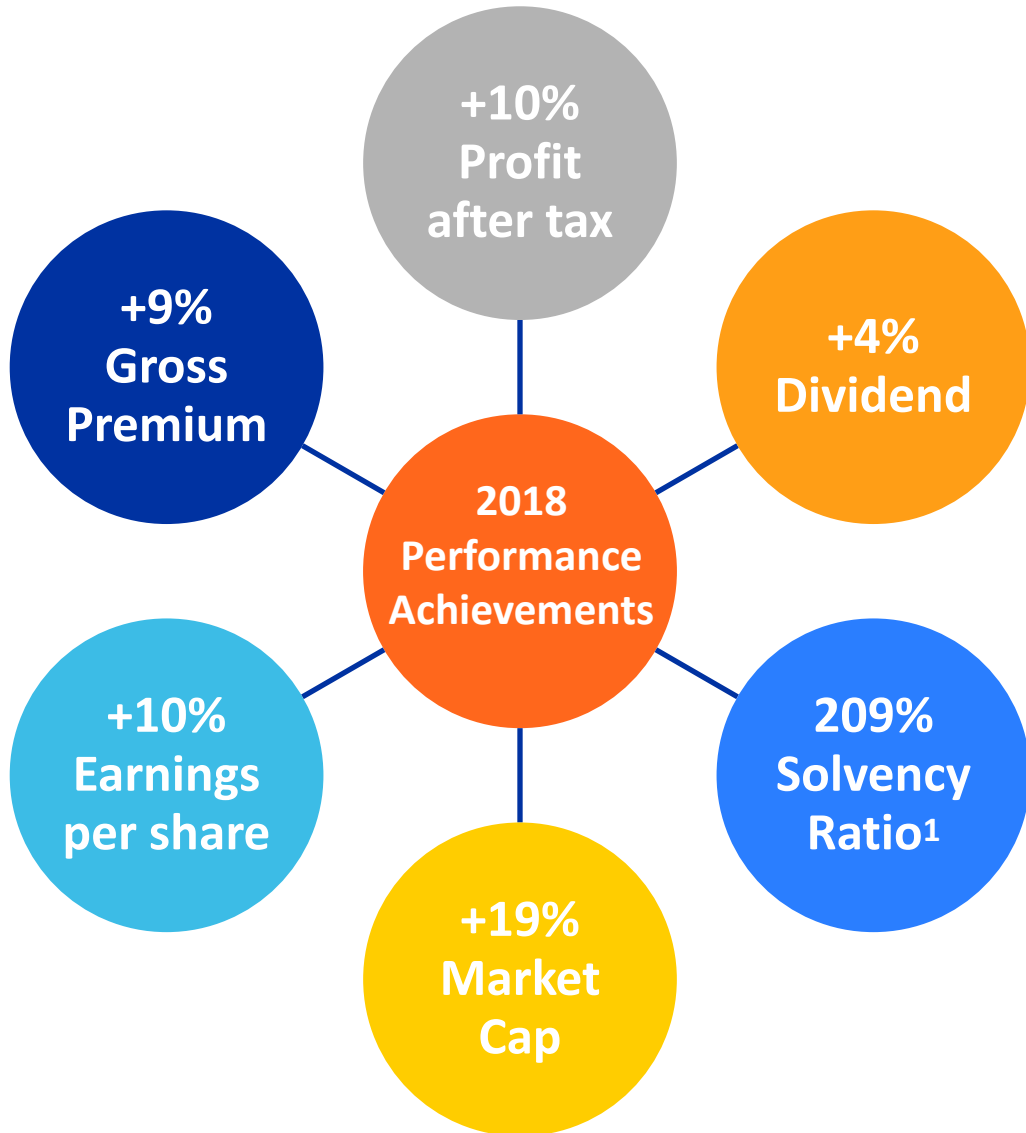 +10%
Profit
after tax
+9%
Gross
Premium
+4%
Dividend
2018
Performance
Achievements
+10%
Earnings
per share
209%
Solvency
Ratio1
+19%
Market
Cap